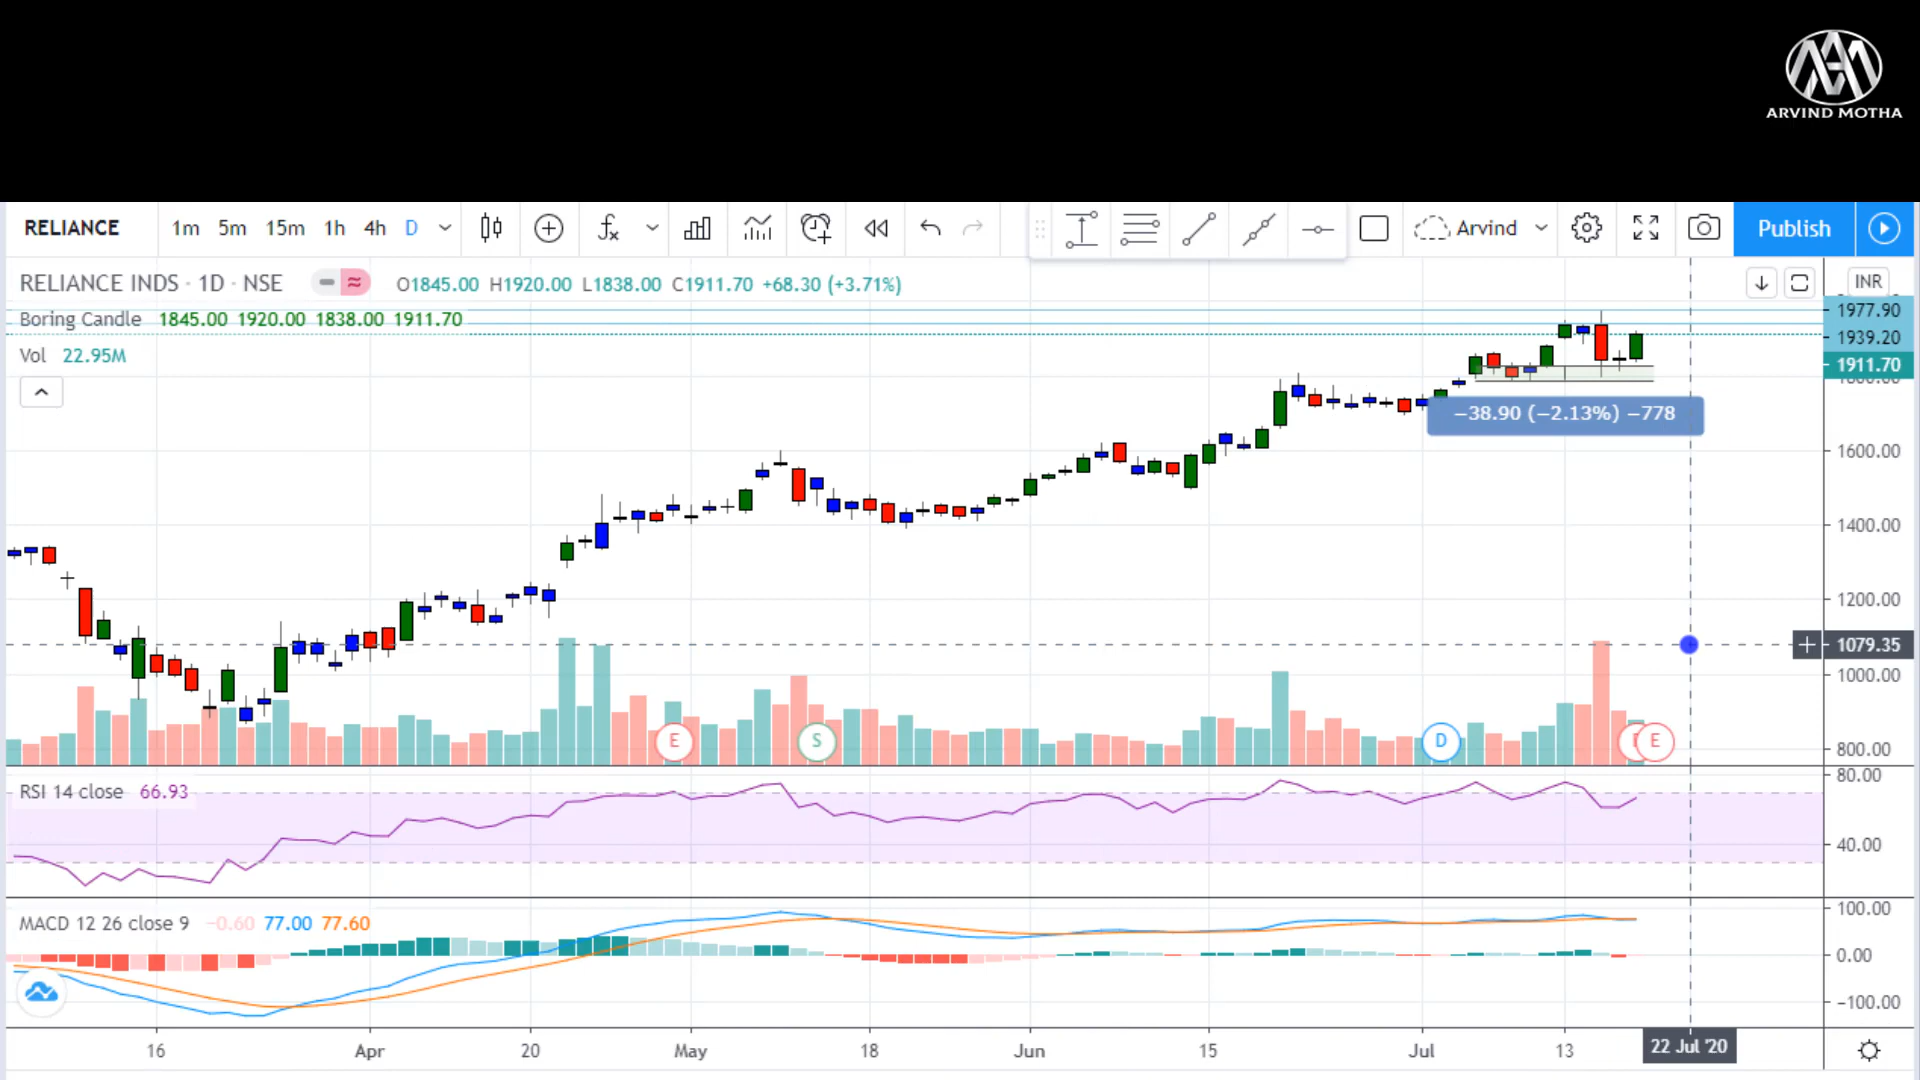 ARVIND MOTHA
RELIANCE 1m 5m 15m 1h 4h D Arvind Publish
RELIANCE INDS · 1D · NSE O1845.00 H1920.00 L1838.00 C1911.70 +68.30 (+3.71%) INR
Boring Candle 1845.00 1920.00 1838.00 1911.70
Vol 22.95M
1977.90
1939.20
1911.70
−38.90 (−2.13%) −778
1600.00
1400.00
1200.00
1079.35
1000.00
800.00
E S D E
RSI 14 close 66.93
80.00
40.00
MACD 12 26 close 9 −0.60 77.00 77.60
100.00
0.00
−100.00
16 Apr 20 May 18 Jun 15 Jul 13 22 Jul '20